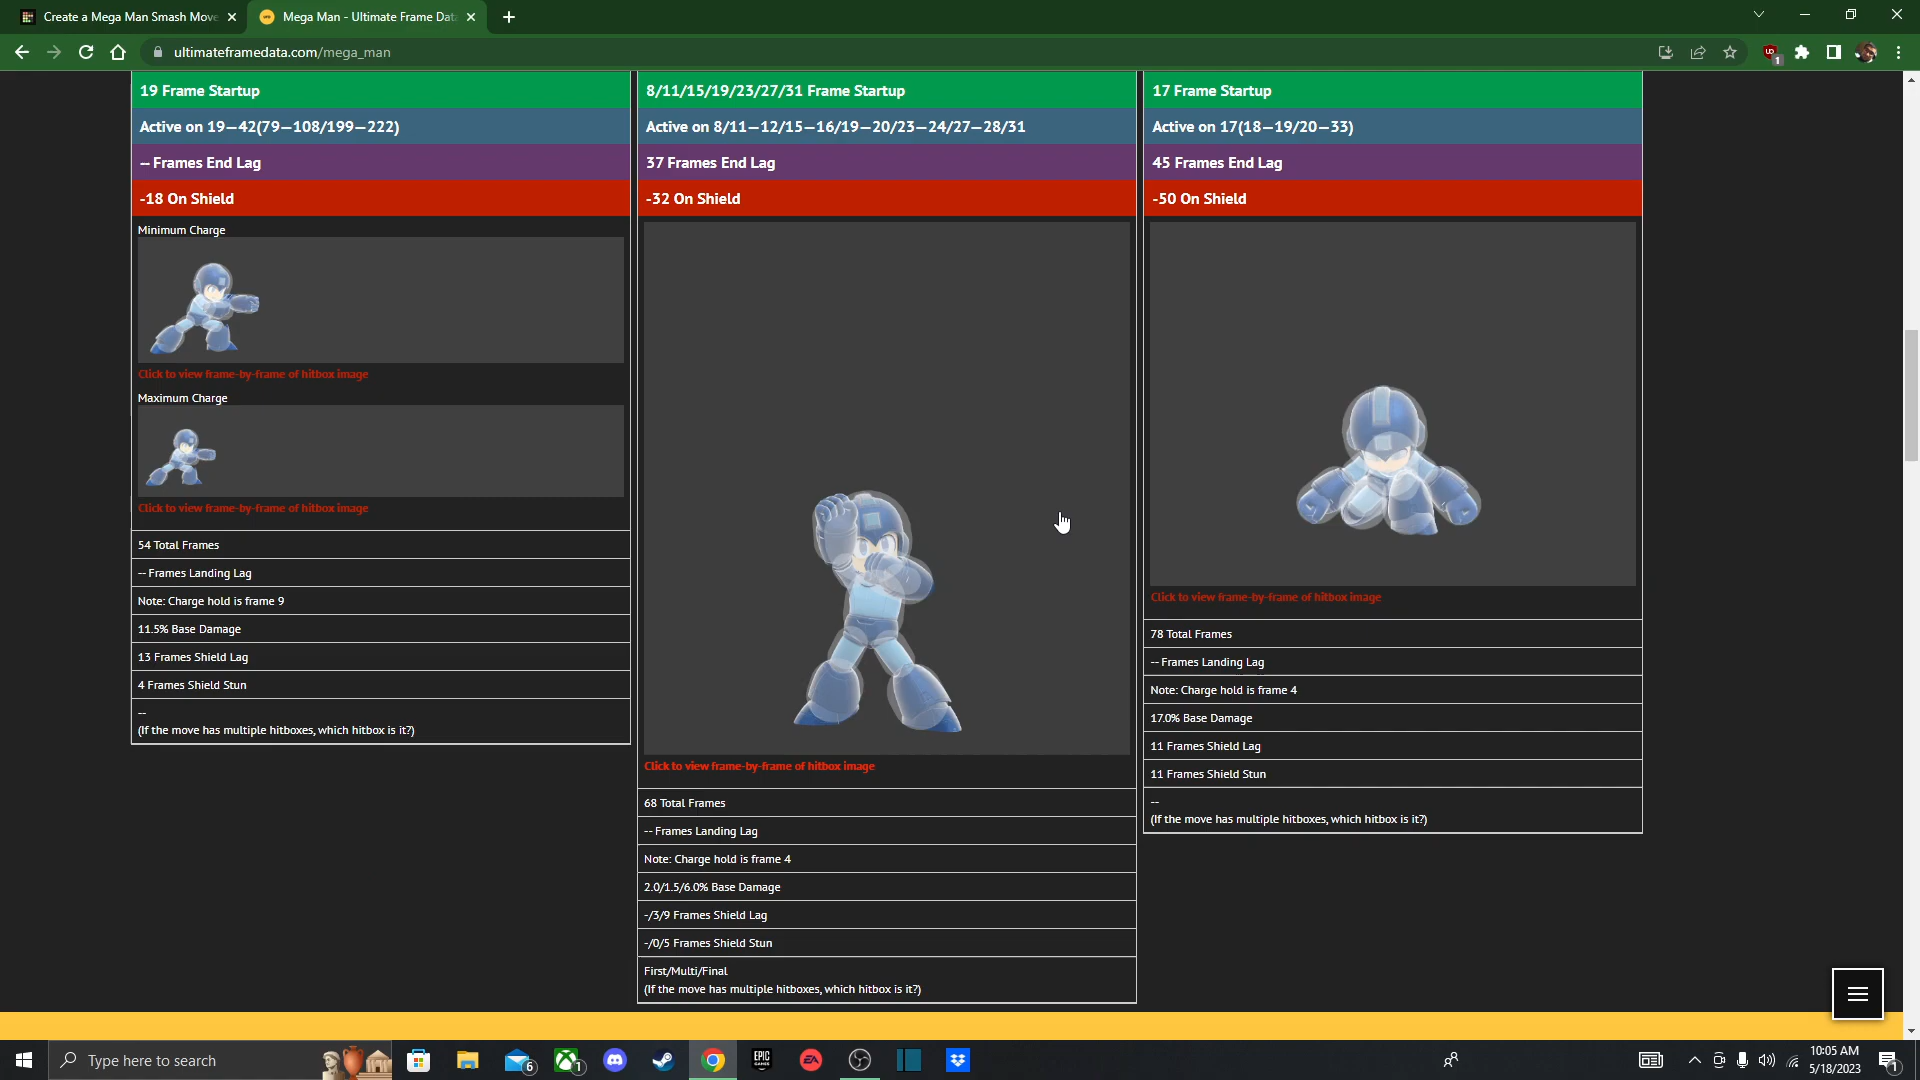 Create a Mega Man Smash Move
Mega Man - Ultimate Frame Data
ultimateframedata.com/mega_man
19 Frame Startup
Active on 19—42(79—108/199—222)
-- Frames End Lag
-18 On Shield
Minimum Charge
Click to view frame-by-frame of hitbox image
Maximum Charge
Click to view frame-by-frame of hitbox image
54 Total Frames
-- Frames Landing Lag
Note: Charge hold is frame 9
11.5% Base Damage
13 Frames Shield Lag
4 Frames Shield Stun
--
(If the move has multiple hitboxes, which hitbox is it?)
8/11/15/19/23/27/31 Frame Startup
Active on 8/11—12/15—16/19—20/23—24/27—28/31
37 Frames End Lag
-32 On Shield
Click to view frame-by-frame of hitbox image
68 Total Frames
-- Frames Landing Lag
Note: Charge hold is frame 4
2.0/1.5/6.0% Base Damage
-/3/9 Frames Shield Lag
-/0/5 Frames Shield Stun
First/Multi/Final
(If the move has multiple hitboxes, which hitbox is it?)
17 Frame Startup
Active on 17(18—19/20—33)
45 Frames End Lag
-50 On Shield
Click to view frame-by-frame of hitbox image
78 Total Frames
-- Frames Landing Lag
Note: Charge hold is frame 4
17.0% Base Damage
11 Frames Shield Lag
11 Frames Shield Stun
--
(If the move has multiple hitboxes, which hitbox is it?)
Type here to search
6
1
EPIC
GAMES
EA
10:05 AM
5/18/2023
1